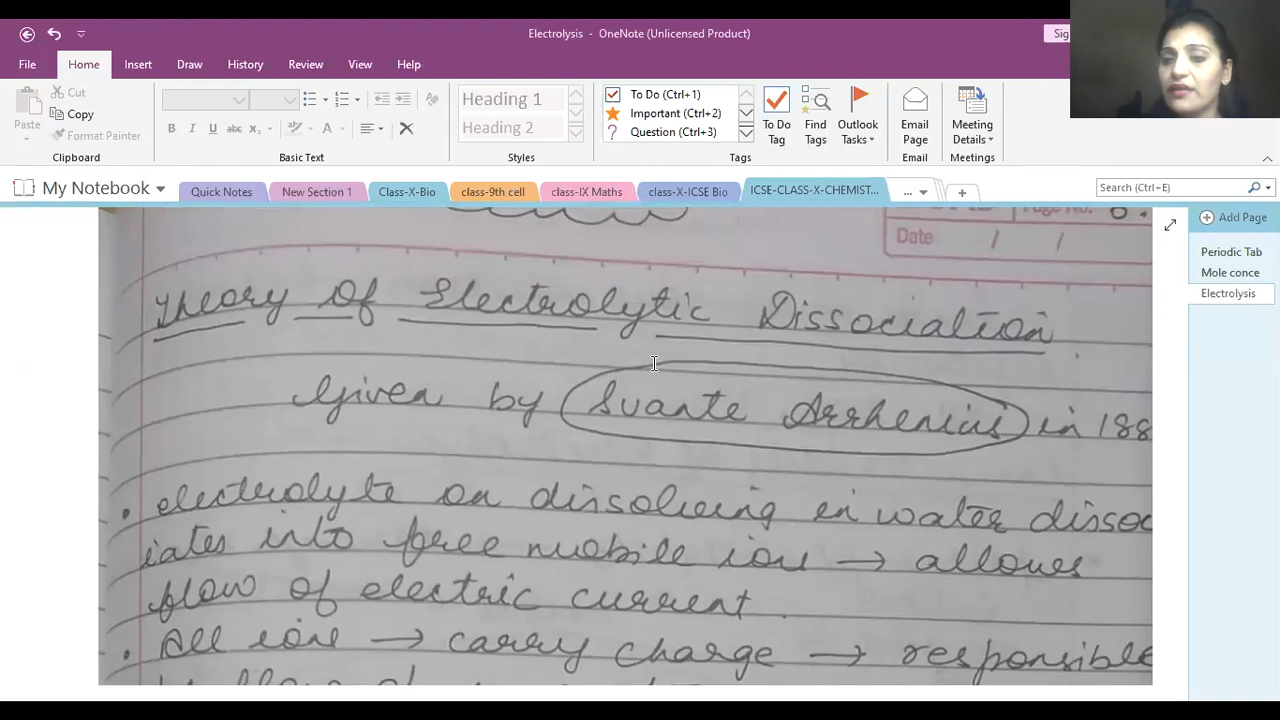 Electrolysis - OneNote (Unlicensed Product)
File Home Insert Draw History Review View Help
Cut
Paste Copy
Format Painter
Heading 1
Heading 2
To Do (Ctrl+1)
Important (Ctrl+2)
Question (Ctrl+3)
To Do Tag
Find Tags
Outlook Tasks
Email Page
Meeting Details
Clipboard Basic Text Styles Tags Email Meetings
My Notebook Quick Notes New Section 1 Class-X-Bio class-9th cell class-IX Maths class-X-ICSE Bio ICSE-CLASS-X-CHEMIST... ... Search (Ctrl+E)
Add Page
Periodic Tab
Mole conce
Electrolysis
Date / /
Theory Of Electrolytic Dissociation
Given by Svante Arrhenius in 188
• electrolyte on dissolving in water dissoc
iates into free mobile ions → allows
flow of electric current.
• All ions → carry charge → responsible